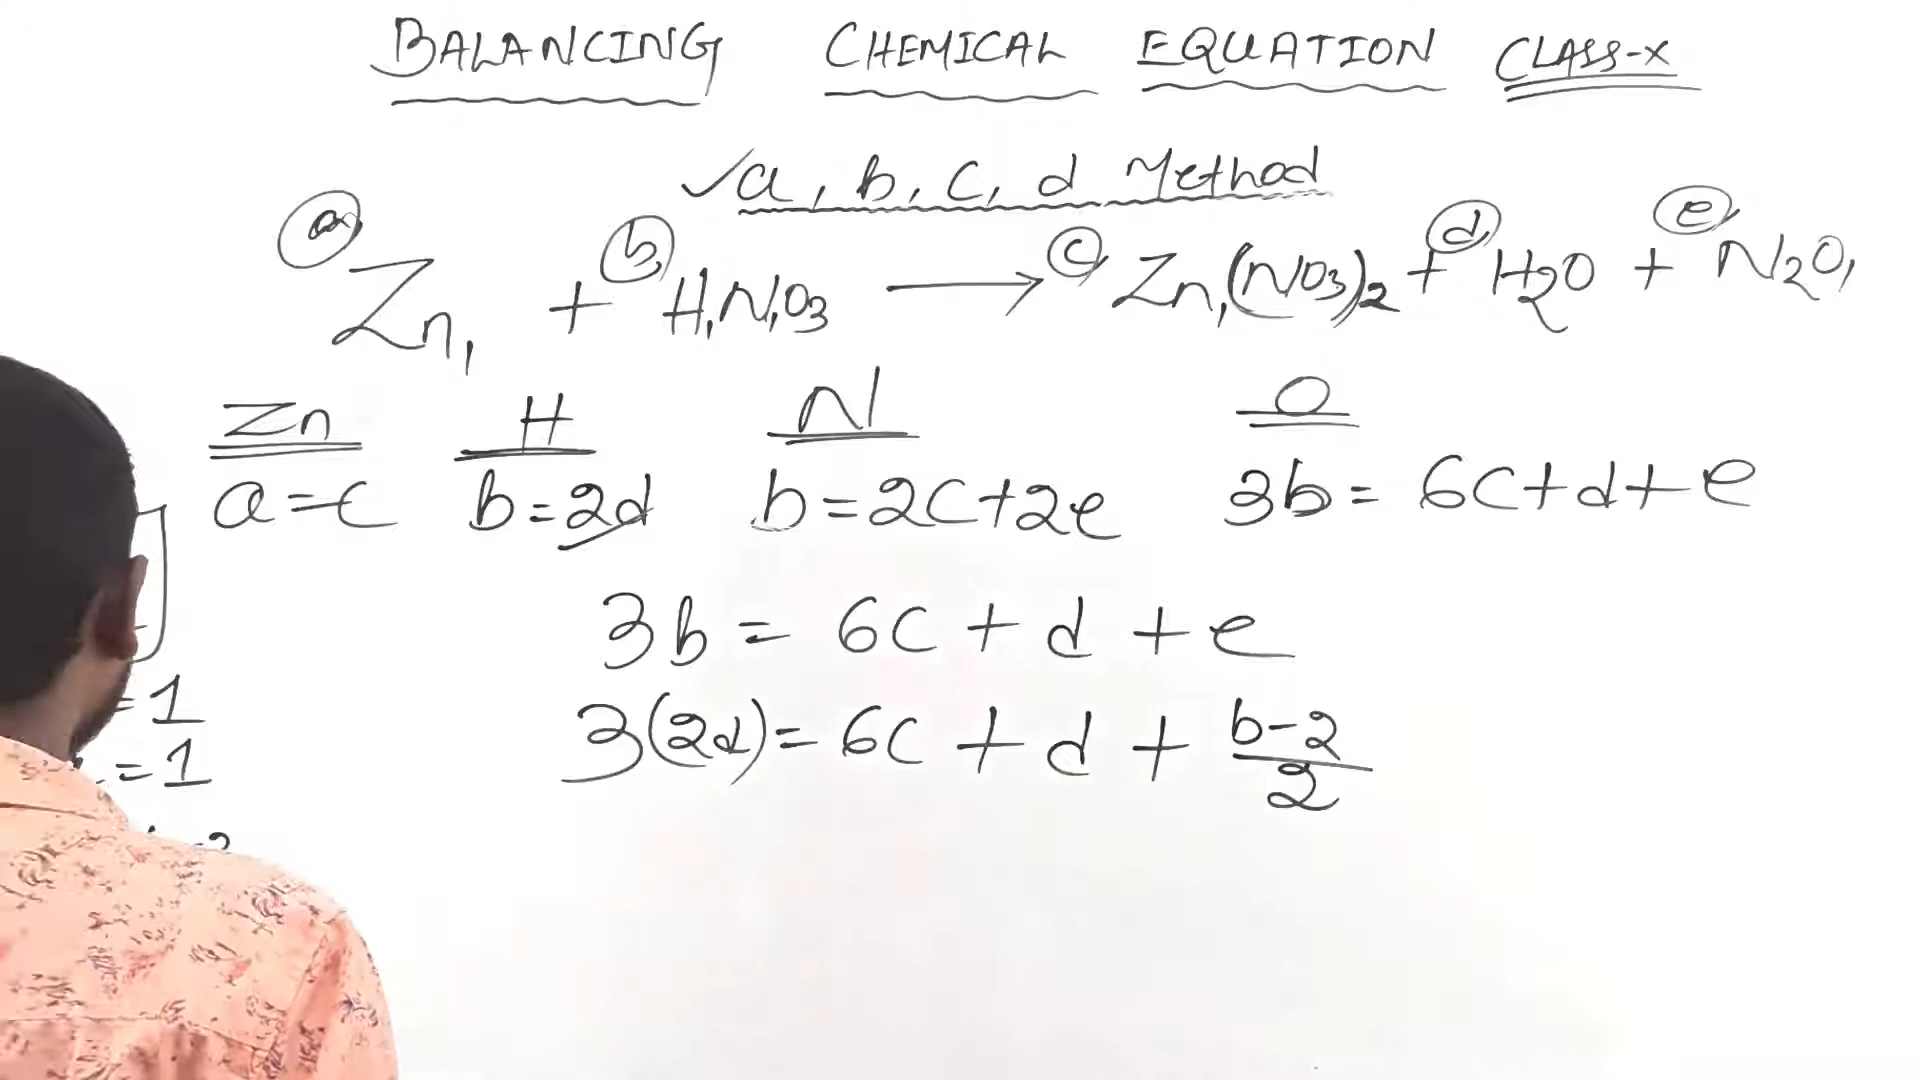 BALANCING CHEMICAL EQUATION CLASS-X
✓a, b, c, d Method
a Zn1 + b H1N1O3 → c Zn1(NO3)2 + d H2O + e N2O1
Zn H N O
a=c b=2d b=2c+2e 3b=6c+d+e
3b = 6c + d + e
3(2d)= 6c + d + b-2/2
=1
=1